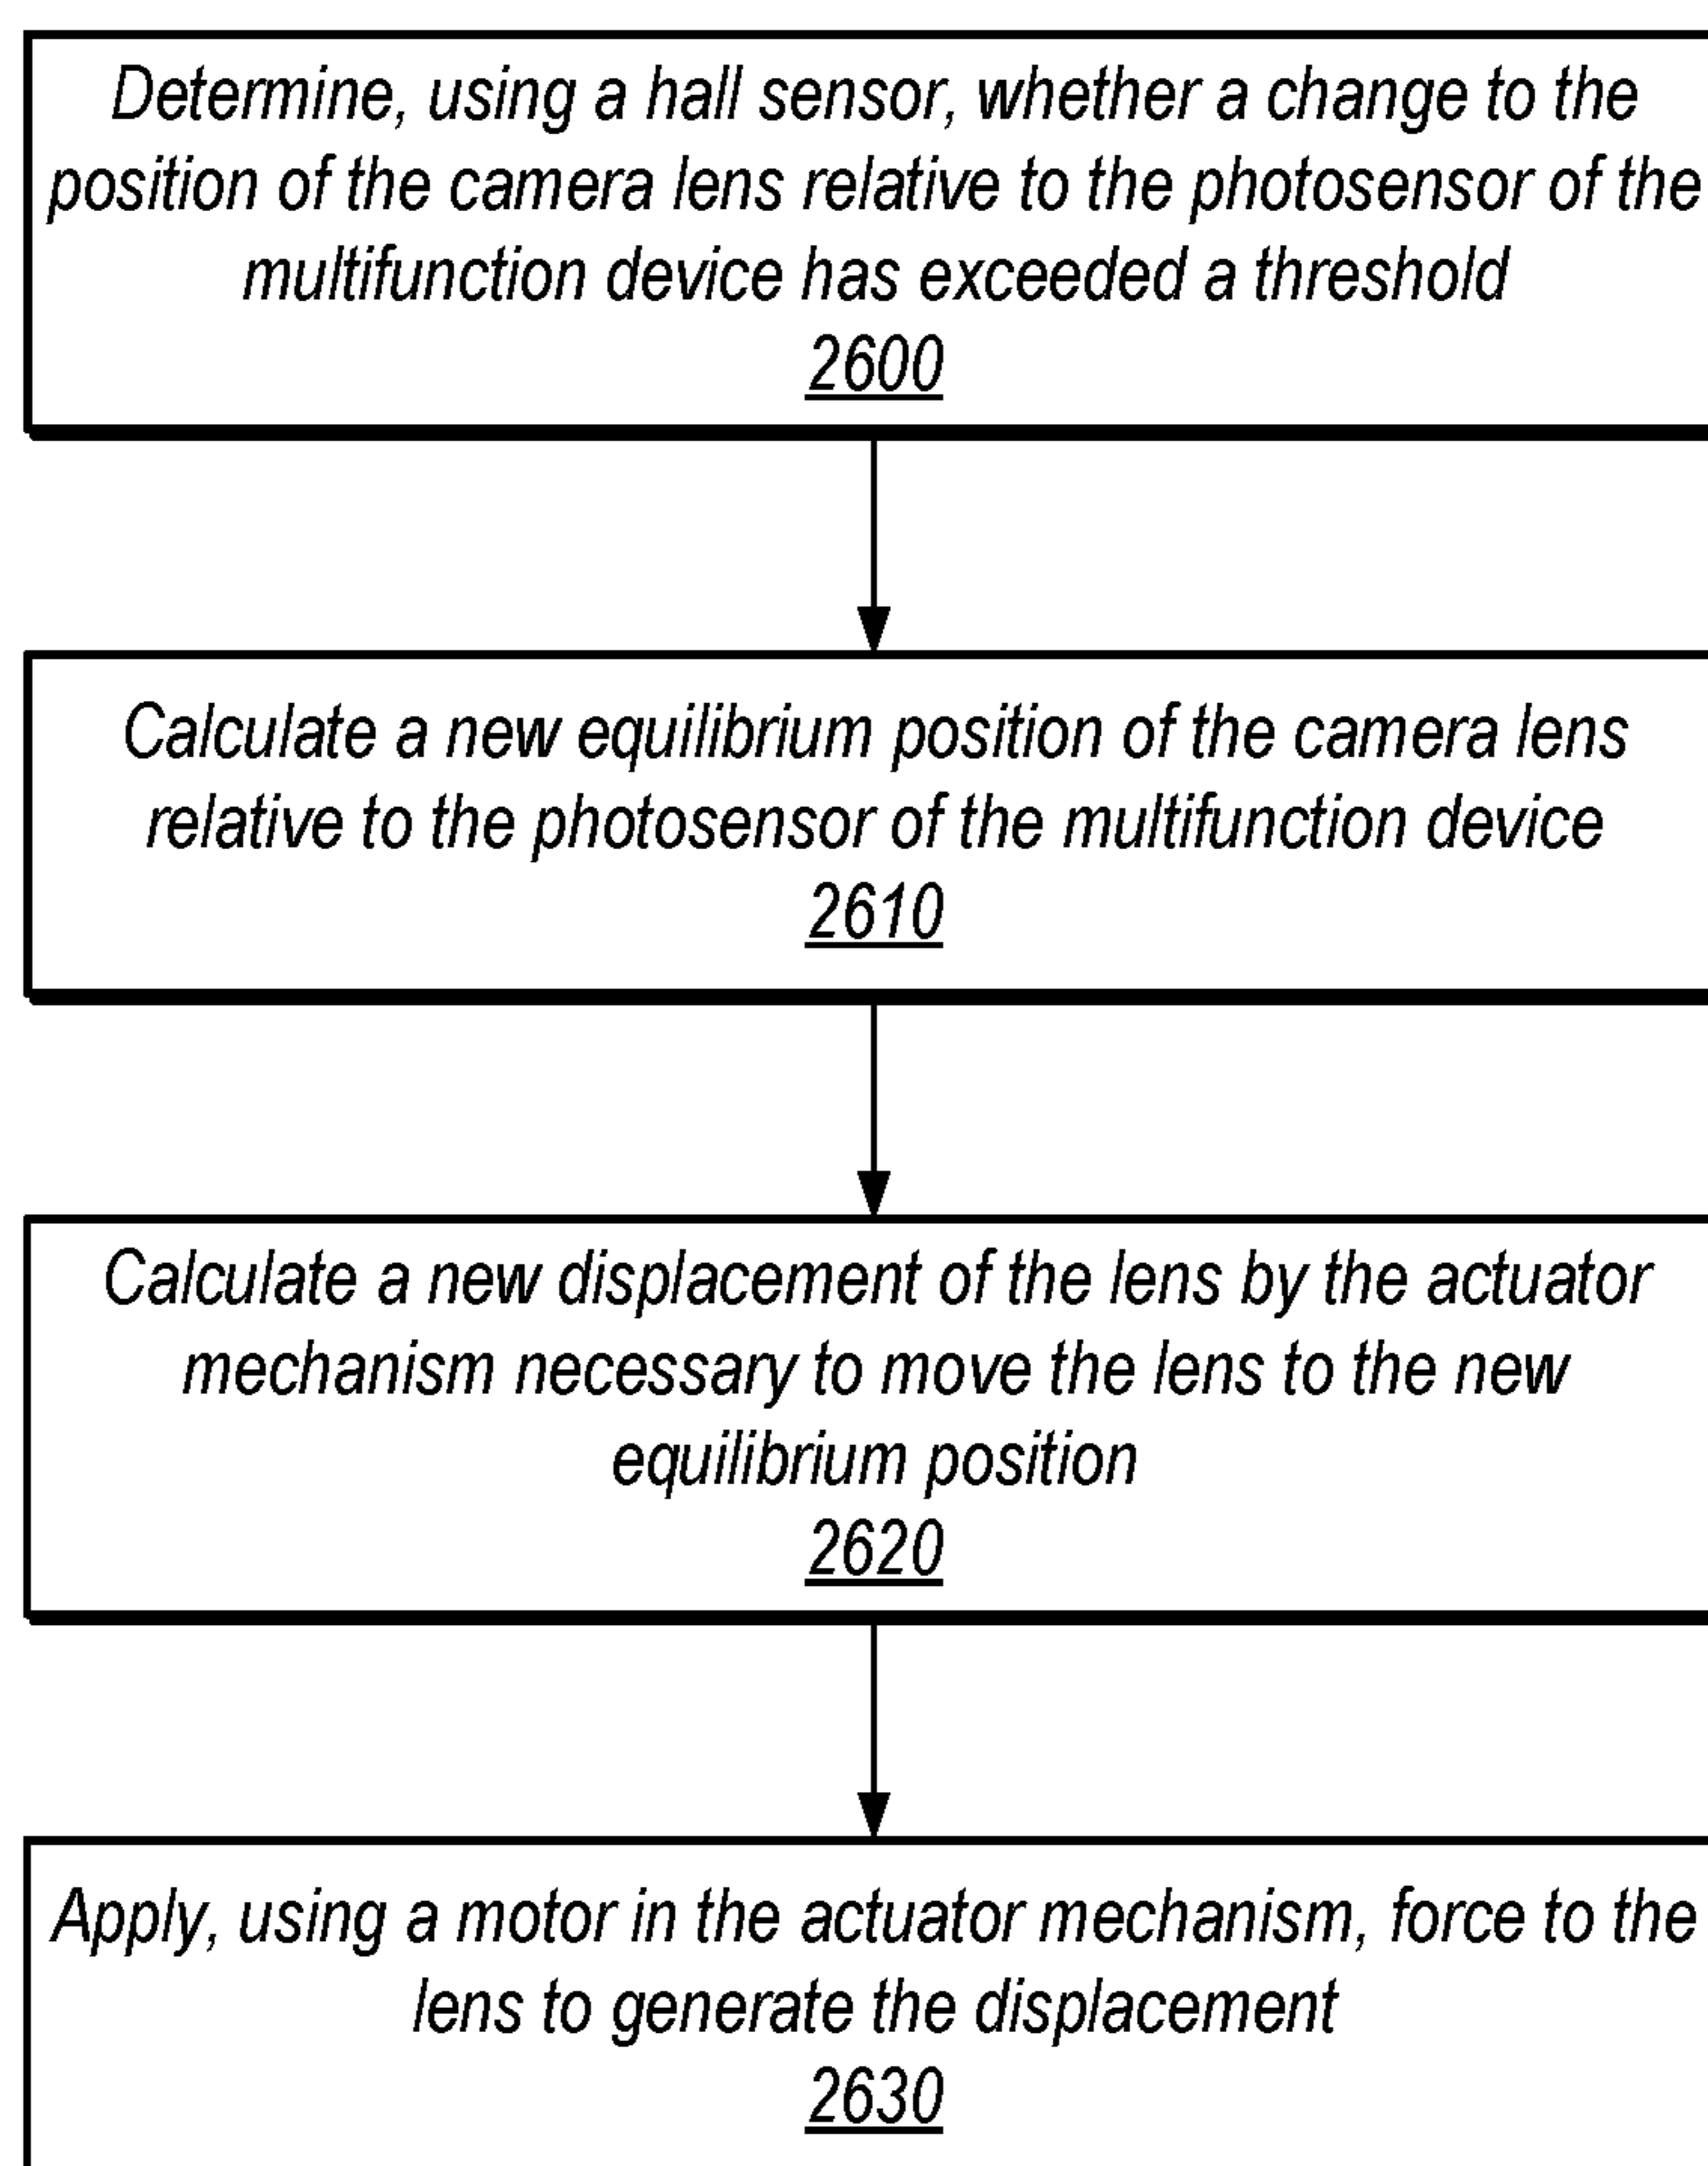 Determine, using a hall sensor, whether a change to the
position of the camera lens relative to the photosensor of the
multifunction device has exceeded a threshold
2600
Calculate a new equilibrium position of the camera lens
relative to the photosensor of the multifunction device
2610
Calculate a new displacement of the lens by the actuator
mechanism necessary to move the lens to the new
equilibrium position
2620
Apply, using a motor in the actuator mechanism, force to the
lens to generate the displacement
2630